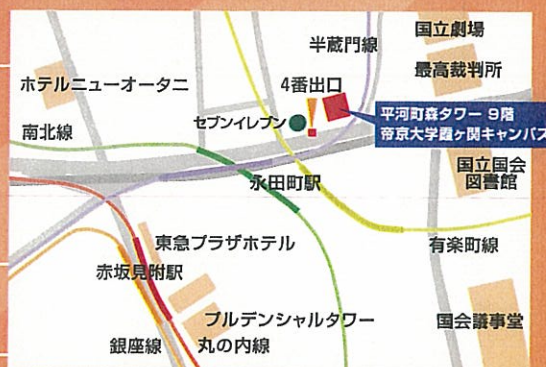 国立劇場
半蔵門線
最高裁判所
ホテルニューオータニ
4番出口
セブンイレブン
平河町森タワー 9階
帝京大学霞ヶ関キャンパス
南北線
国立国会
図書館
永田町駅
東急プラザホテル
有楽町線
赤坂見附駅
プルデンシャルタワー
国会議事堂
銀座線
丸の内線